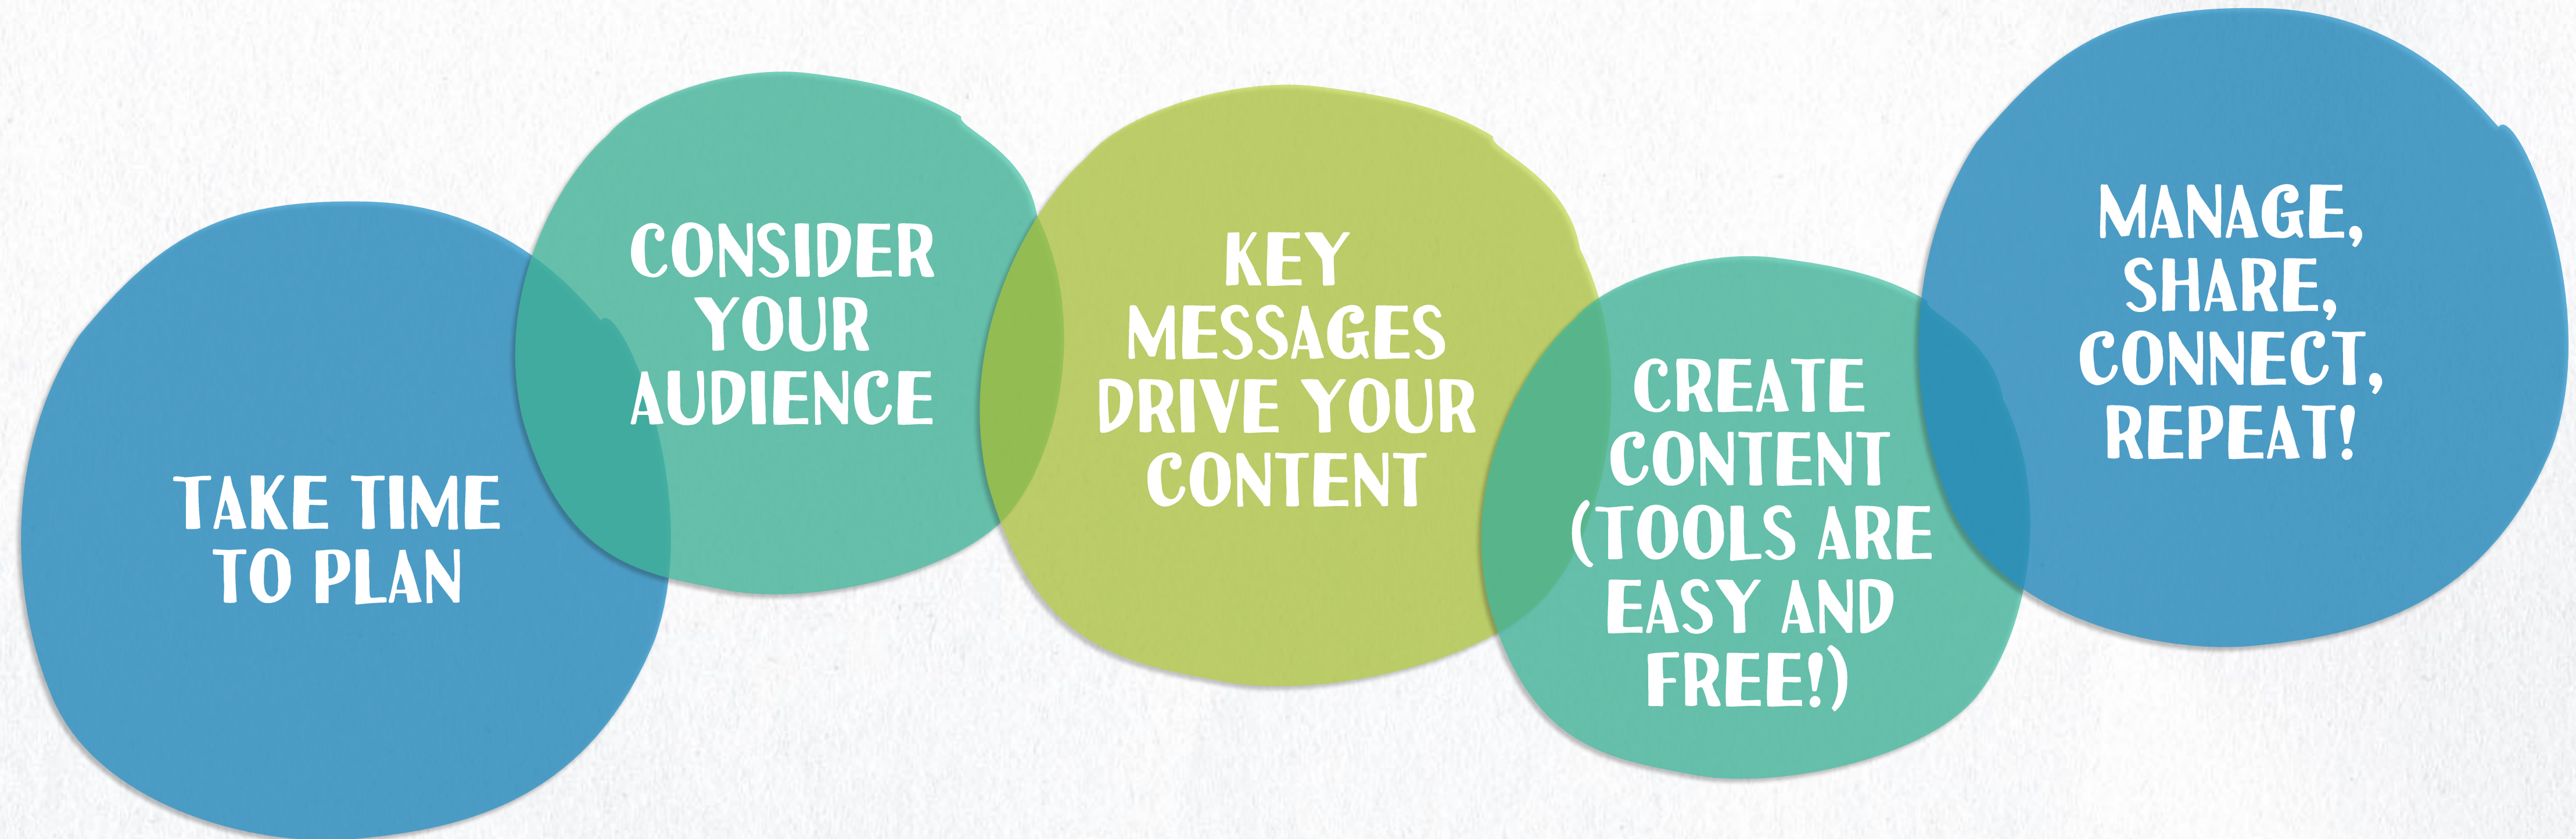 TAKE TIME
TO PLAN
CONSIDER
YOUR
AUDIENCE
KEY
MESSAGES
DRIVE YOUR
CONTENT
CREATE
CONTENT
(TOOLS ARE
EASY AND
FREE!)
MANAGE,
SHARE,
CONNECT,
REPEAT!